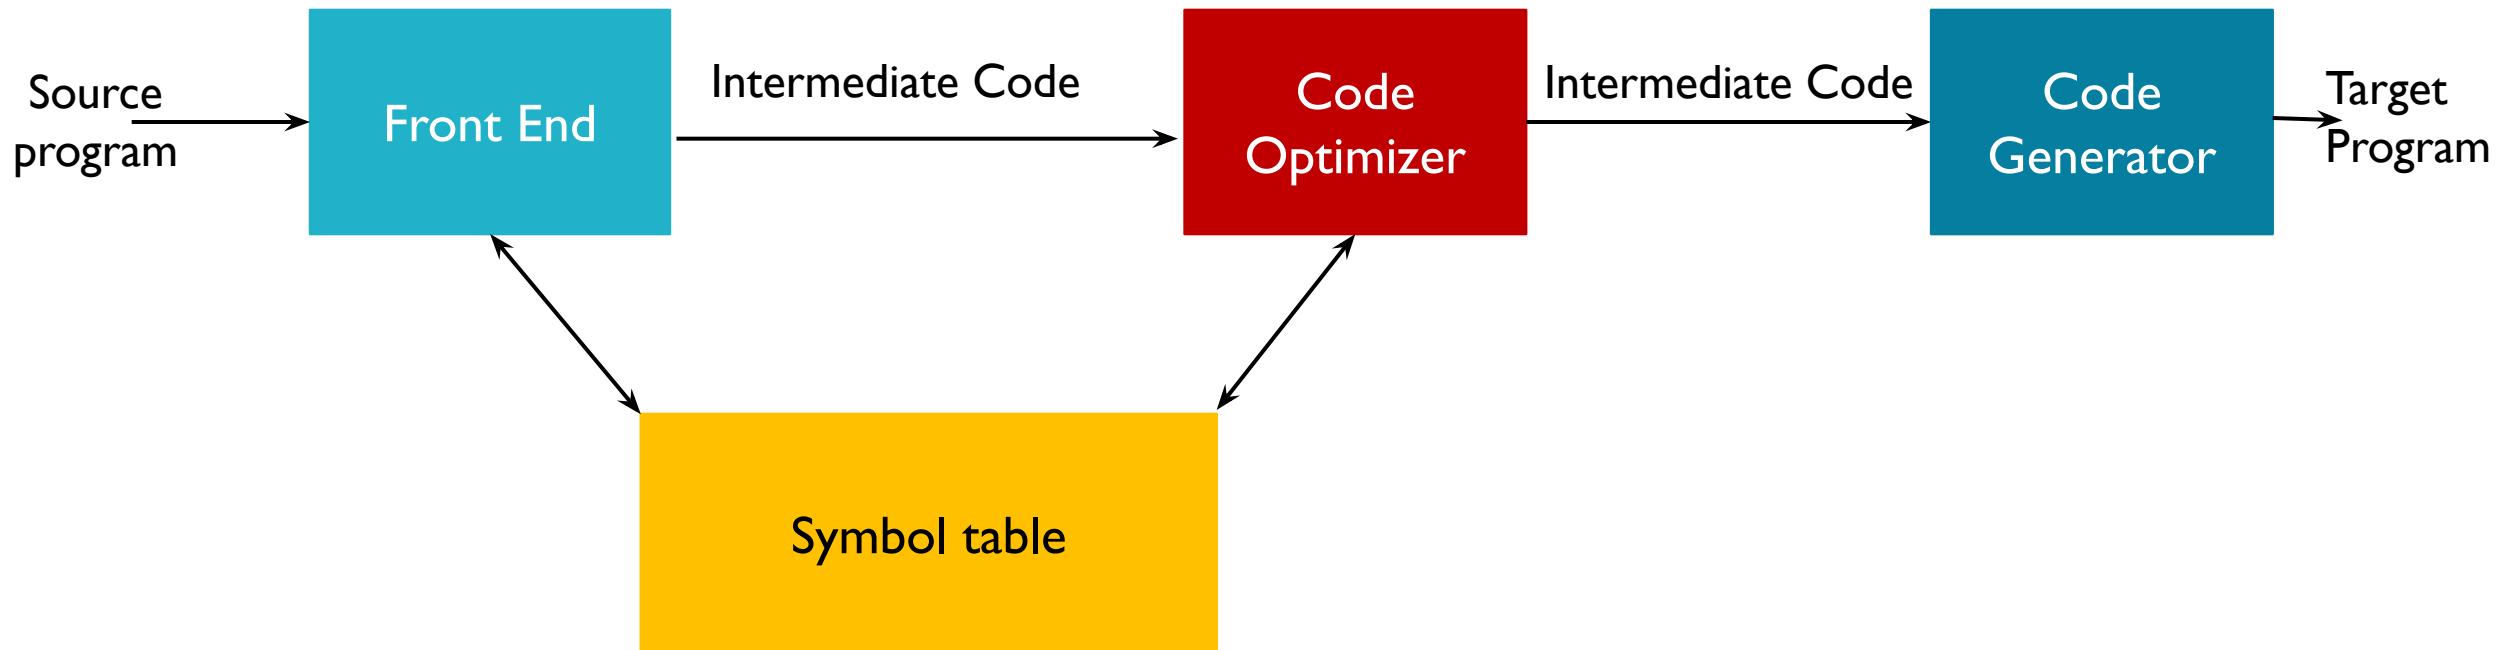 Source
program
Front End
Intermediate Code
Code
Optimizer
Intermediate Code
Code
Generator
Target
Program
Symbol table